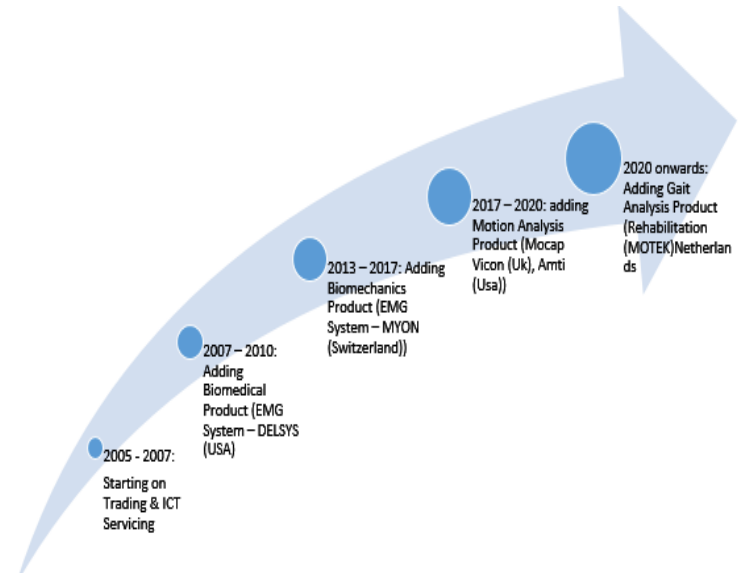 2005 - 2007:
Starting on
Trading & ICT
Servicing
2007 – 2010:
Adding
Biomedical
Product (EMG
System – DELSYS
(USA)
2013 – 2017: Adding
Biomechanics
Product (EMG
System – MYON
(Switzerland))
2017 – 2020: adding
Motion Analysis
Product (Mocap
Vicon (Uk), Amti
(Usa))
2020 onwards:
Adding Gait
Analysis Product
(Rehabilitation
(MOTEK)Netherlan
ds